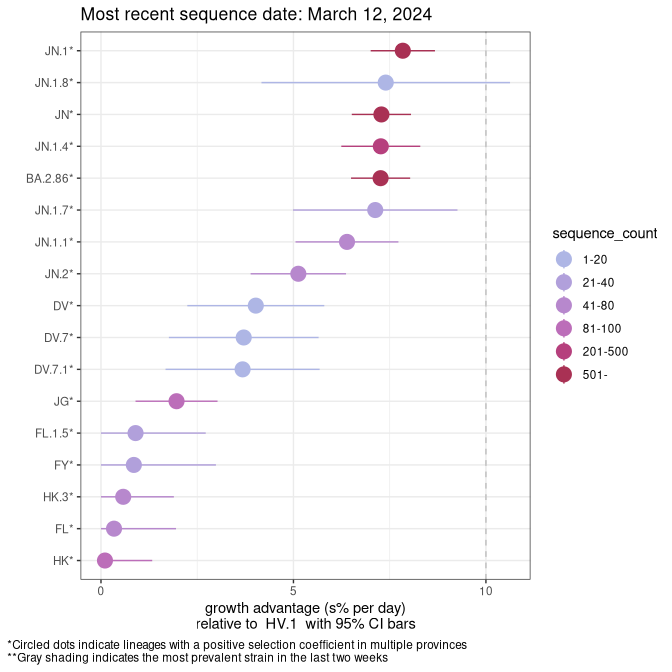 Most recent sequence date: March 12, 2024
JN.1*
JN.1.8*
JN*
JN.1.4*
BA.2.86*
JN.1.7*
JN.1.1*
JN.2*
DV*
DV.7*
DV.7.1*
JG*
FL.1.5*
FY*
HK.3*
FL*
HK*
0 5 10
growth advantage (s% per day)
relative to HV.1 with 95% CI bars
sequence_count
1-20
21-40
41-80
81-100
201-500
501-
*Circled dots indicate lineages with a positive selection coefficient in multiple provinces
**Gray shading indicates the most prevalent strain in the last two weeks